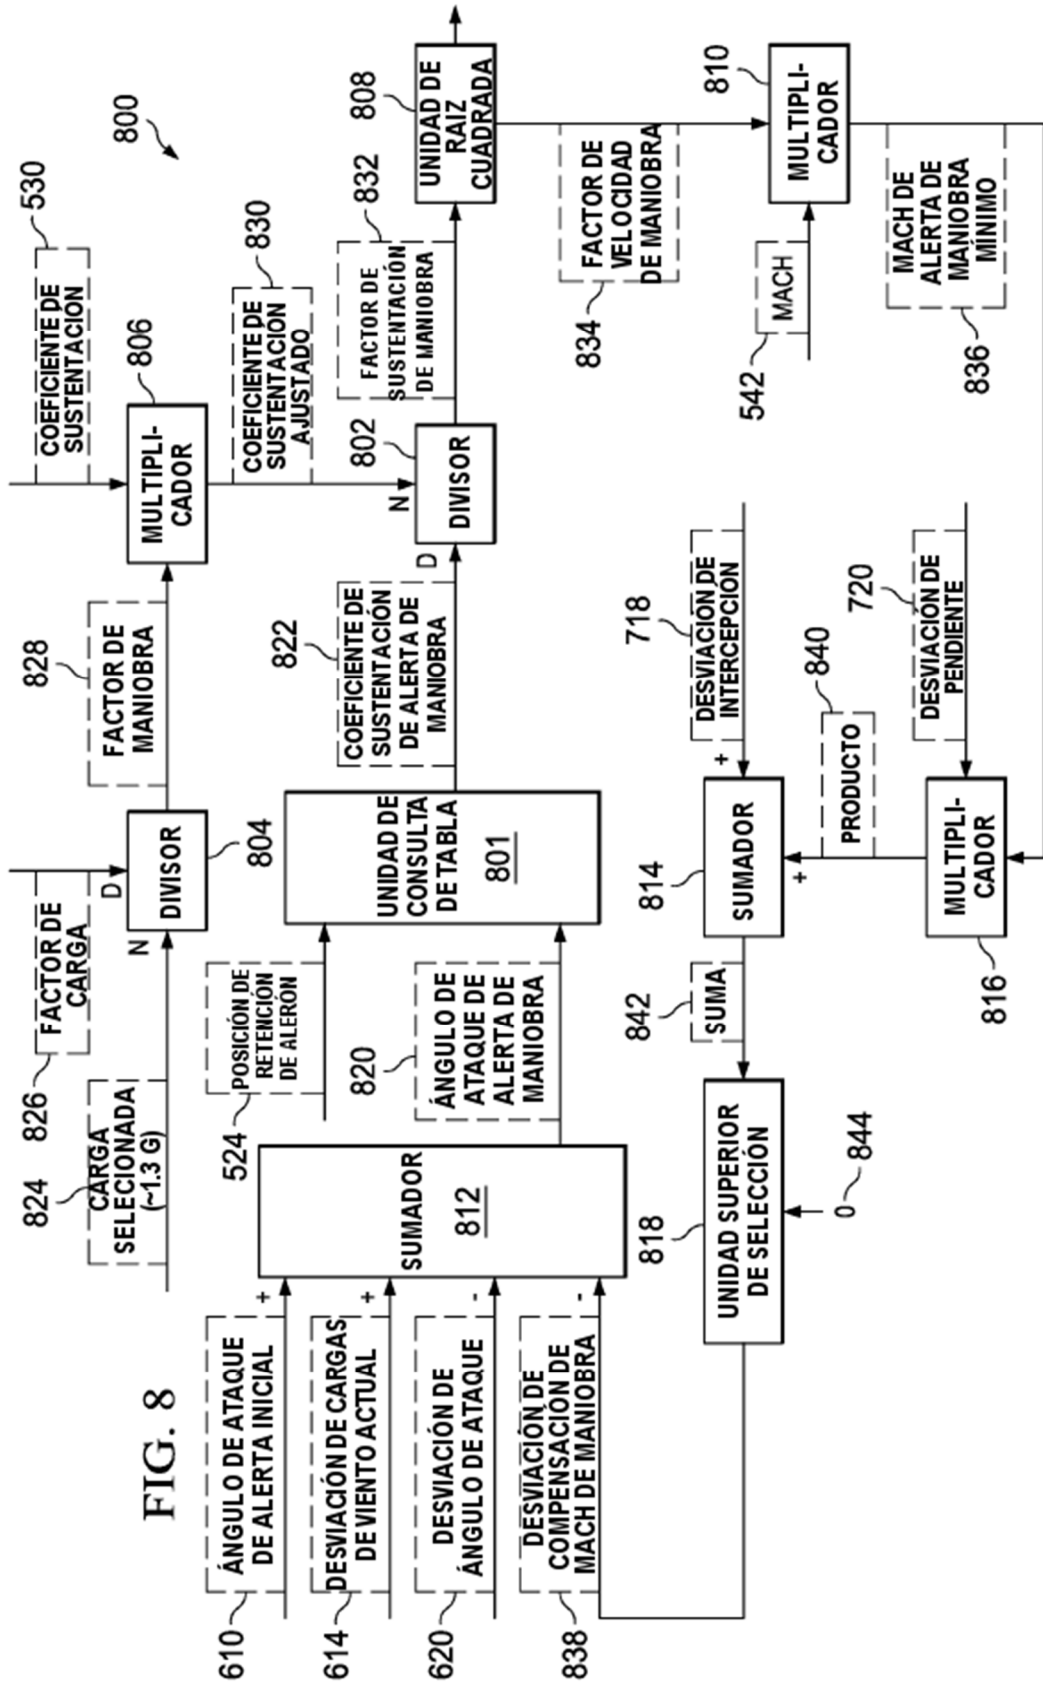 FIG. 8
800
610
ÁNGULO DE ATAQUE
DE ALERTA INICIAL
+
614
DESVIACIÓN DE CARGAS
DE VIENTO ACTUAL
+
620
DESVIACIÓN DE
ÁNGULO DE ATAQUE
-
838
DESVIACIÓN DE
COMPENSACIÓN DE
MACH DE MANIOBRA
-
824
CARGA
SELECIONADA
(~1.3 G)
826
FACTOR DE
CARGA
N
D
DIVISOR
804
828
FACTOR DE
MANIOBRA
COEFICIENTE DE
SUSTENTACION
530
MULTIPLI-
CADOR
806
COEFICIENTE DE
SUSTENTACION
AJUSTADO
830
SUMADOR
812
524
POSICIÓN DE
RETENCIÓN
DE ALERÓN
820
ÁNGULO DE
ATAQUE DE
ALERTA DE
MANIOBRA
UNIDAD DE
CONSULTA
DE TABLA
801
822
COEFICIENTE DE
SUSTENTACIÓN
DE ALERTA DE
MANIOBRA
D
N
DIVISOR
802
FACTOR DE
SUSTENTACIÓN
DE MANIOBRA
832
UNIDAD DE
RAIZ
CUADRADA
808
834
FACTOR DE
VELOCIDAD
DE MANIOBRA
542
MACH
MULTIPLI-
CADOR
810
836
MACH DE
ALERTA DE
MANIOBRA
MÍNIMO
818
UNIDAD SUPERIOR
DE SELECCIÓN
0
844
842
SUMA
814
SUMADOR
+
+
718
DESVIACIÓN DE
INTERCEPCIÓN
PRODUCTO
840
816
MULTIPLI-
CADOR
DESVIACION DE
PENDIENTE
720